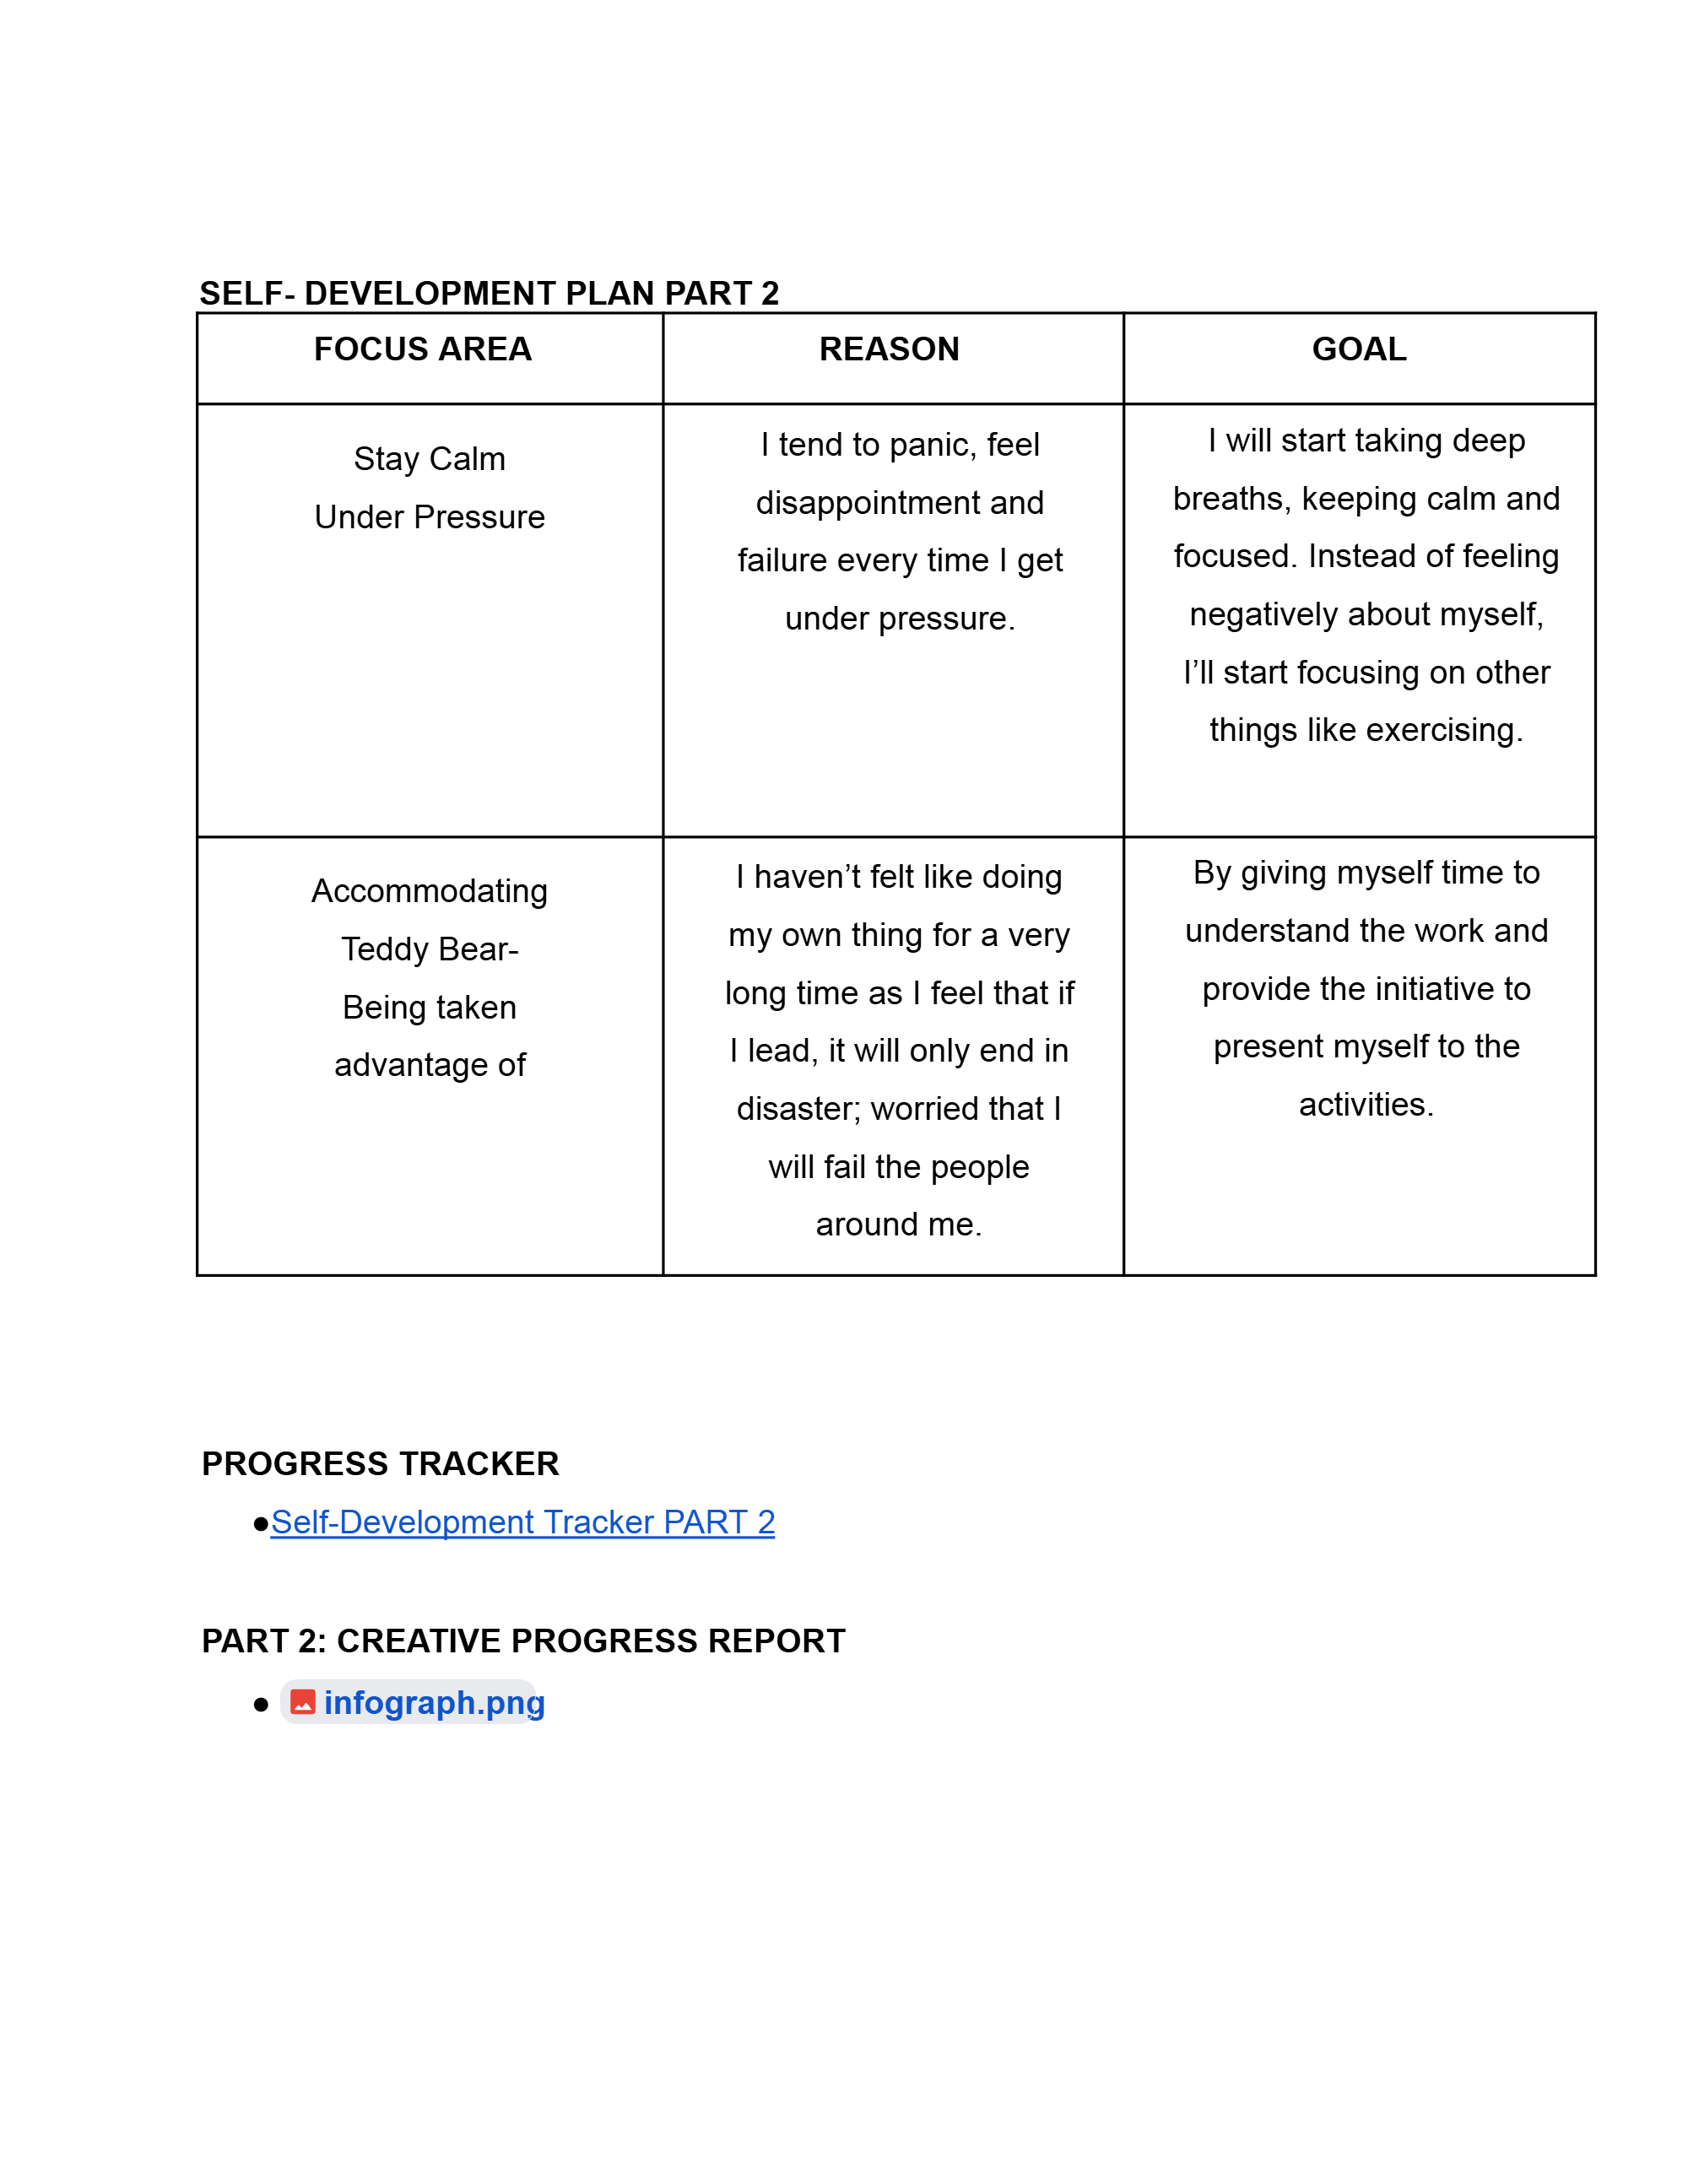 SELF- DEVELOPMENT PLAN PART 2
FOCUS AREA
REASON
GOAL
Stay Calm
Under Pressure
I tend to panic, feel
disappointment and
failure every time I get
under pressure.
I will start taking deep
breaths, keeping calm and
focused. Instead of feeling
negatively about myself,
I’ll start focusing on other
things like exercising.
Accommodating
Teddy Bear-
Being taken
advantage of
I haven’t felt like doing
my own thing for a very
long time as I feel that if
I lead, it will only end in
disaster; worried that I
will fail the people
around me.
By giving myself time to
understand the work and
provide the initiative to
present myself to the
activities.
PROGRESS TRACKER
●Self-Development Tracker PART 2
PART 2: CREATIVE PROGRESS REPORT
● infograph.png